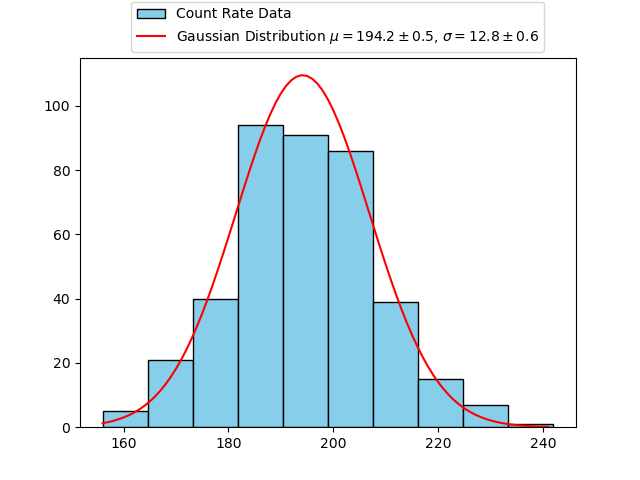 Count Rate Data
Gaussian Distribution μ = 194.2 ± 0.5, σ = 12.8 ± 0.6
100
80
60
40
20
0
160 180 200 220 240